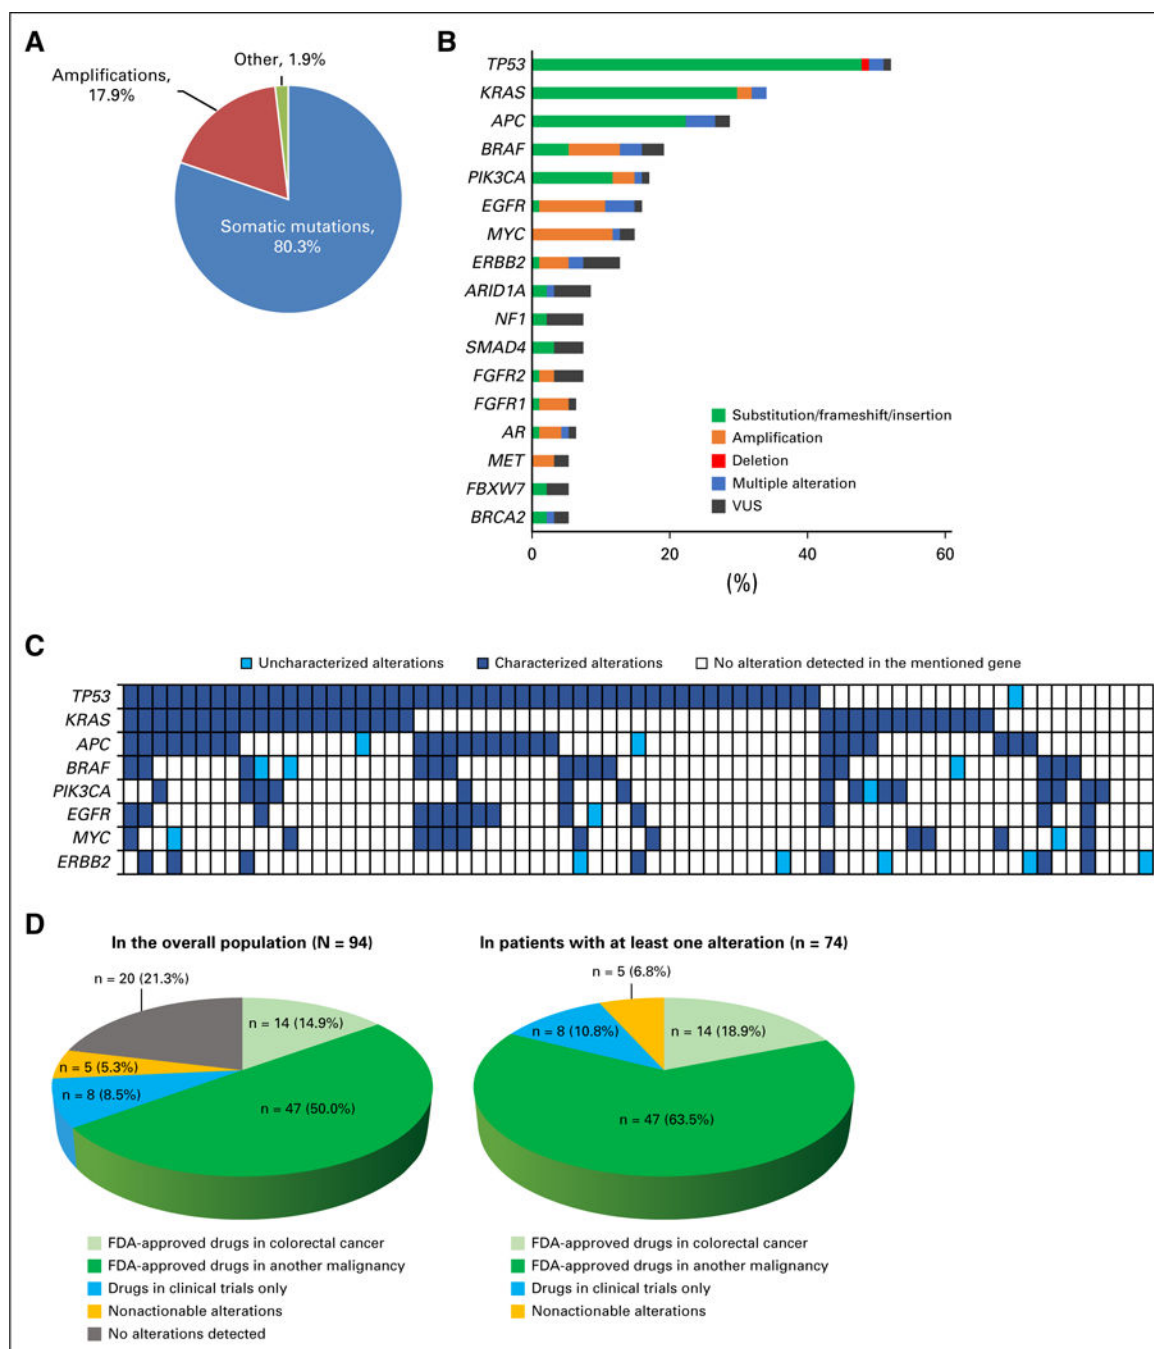 A
Amplifications,
17.9%
Other, 1.9%
Somatic mutations,
80.3%
B
TP53
KRAS
APC
BRAF
PIK3CA
EGFR
MYC
ERBB2
ARID1A
NF1
SMAD4
FGFR2
FGFR1
AR
MET
FBXW7
BRCA2
Substitution/frameshift/insertion
Amplification
Deletion
Multiple alteration
VUS
0 20 40 60
(%)
C
Uncharacterized alterations Characterized alterations No alteration detected in the mentioned gene
TP53
KRAS
APC
BRAF
PIK3CA
EGFR
MYC
ERBB2
D
In the overall population (N = 94)
n = 20 (21.3%)
n = 14 (14.9%)
n = 5 (5.3%)
n = 8 (8.5%)
n = 47 (50.0%)
FDA-approved drugs in colorectal cancer
FDA-approved drugs in another malignancy
Drugs in clinical trials only
Nonactionable alterations
No alterations detected
In patients with at least one alteration (n = 74)
n = 5 (6.8%)
n = 8 (10.8%)
n = 14 (18.9%)
n = 47 (63.5%)
FDA-approved drugs in colorectal cancer
FDA-approved drugs in another malignancy
Drugs in clinical trials only
Nonactionable alterations